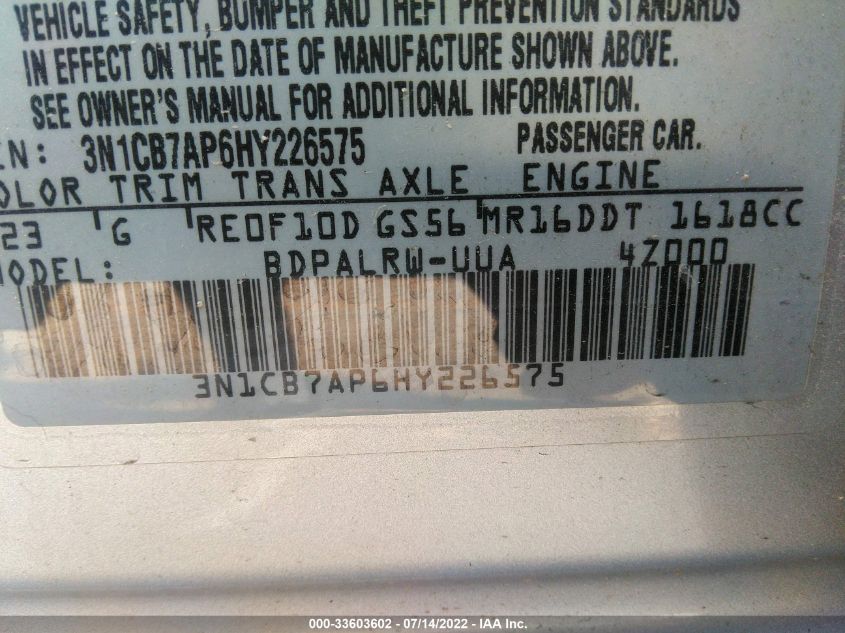 VEHICLE SAFETY, BUMPER AND THEFT PREVENTION STANDARDS
IN EFFECT ON THE DATE OF MANUFACTURE SHOWN ABOVE.
SEE OWNER'S MANUAL FOR ADDITIONAL INFORMATION.
IN: 3N1CB7AP6HY226575 PASSENGER CAR.
OLOR TRIM TRANS AXLE ENGINE
23 G RE0F10D GS56 MR16DDT 1618CC
MODEL: BDPALRW-UUA 4Z000
3N1CB7AP6HY226575
000-33603602 - 07/14/2022 - IAA Inc.